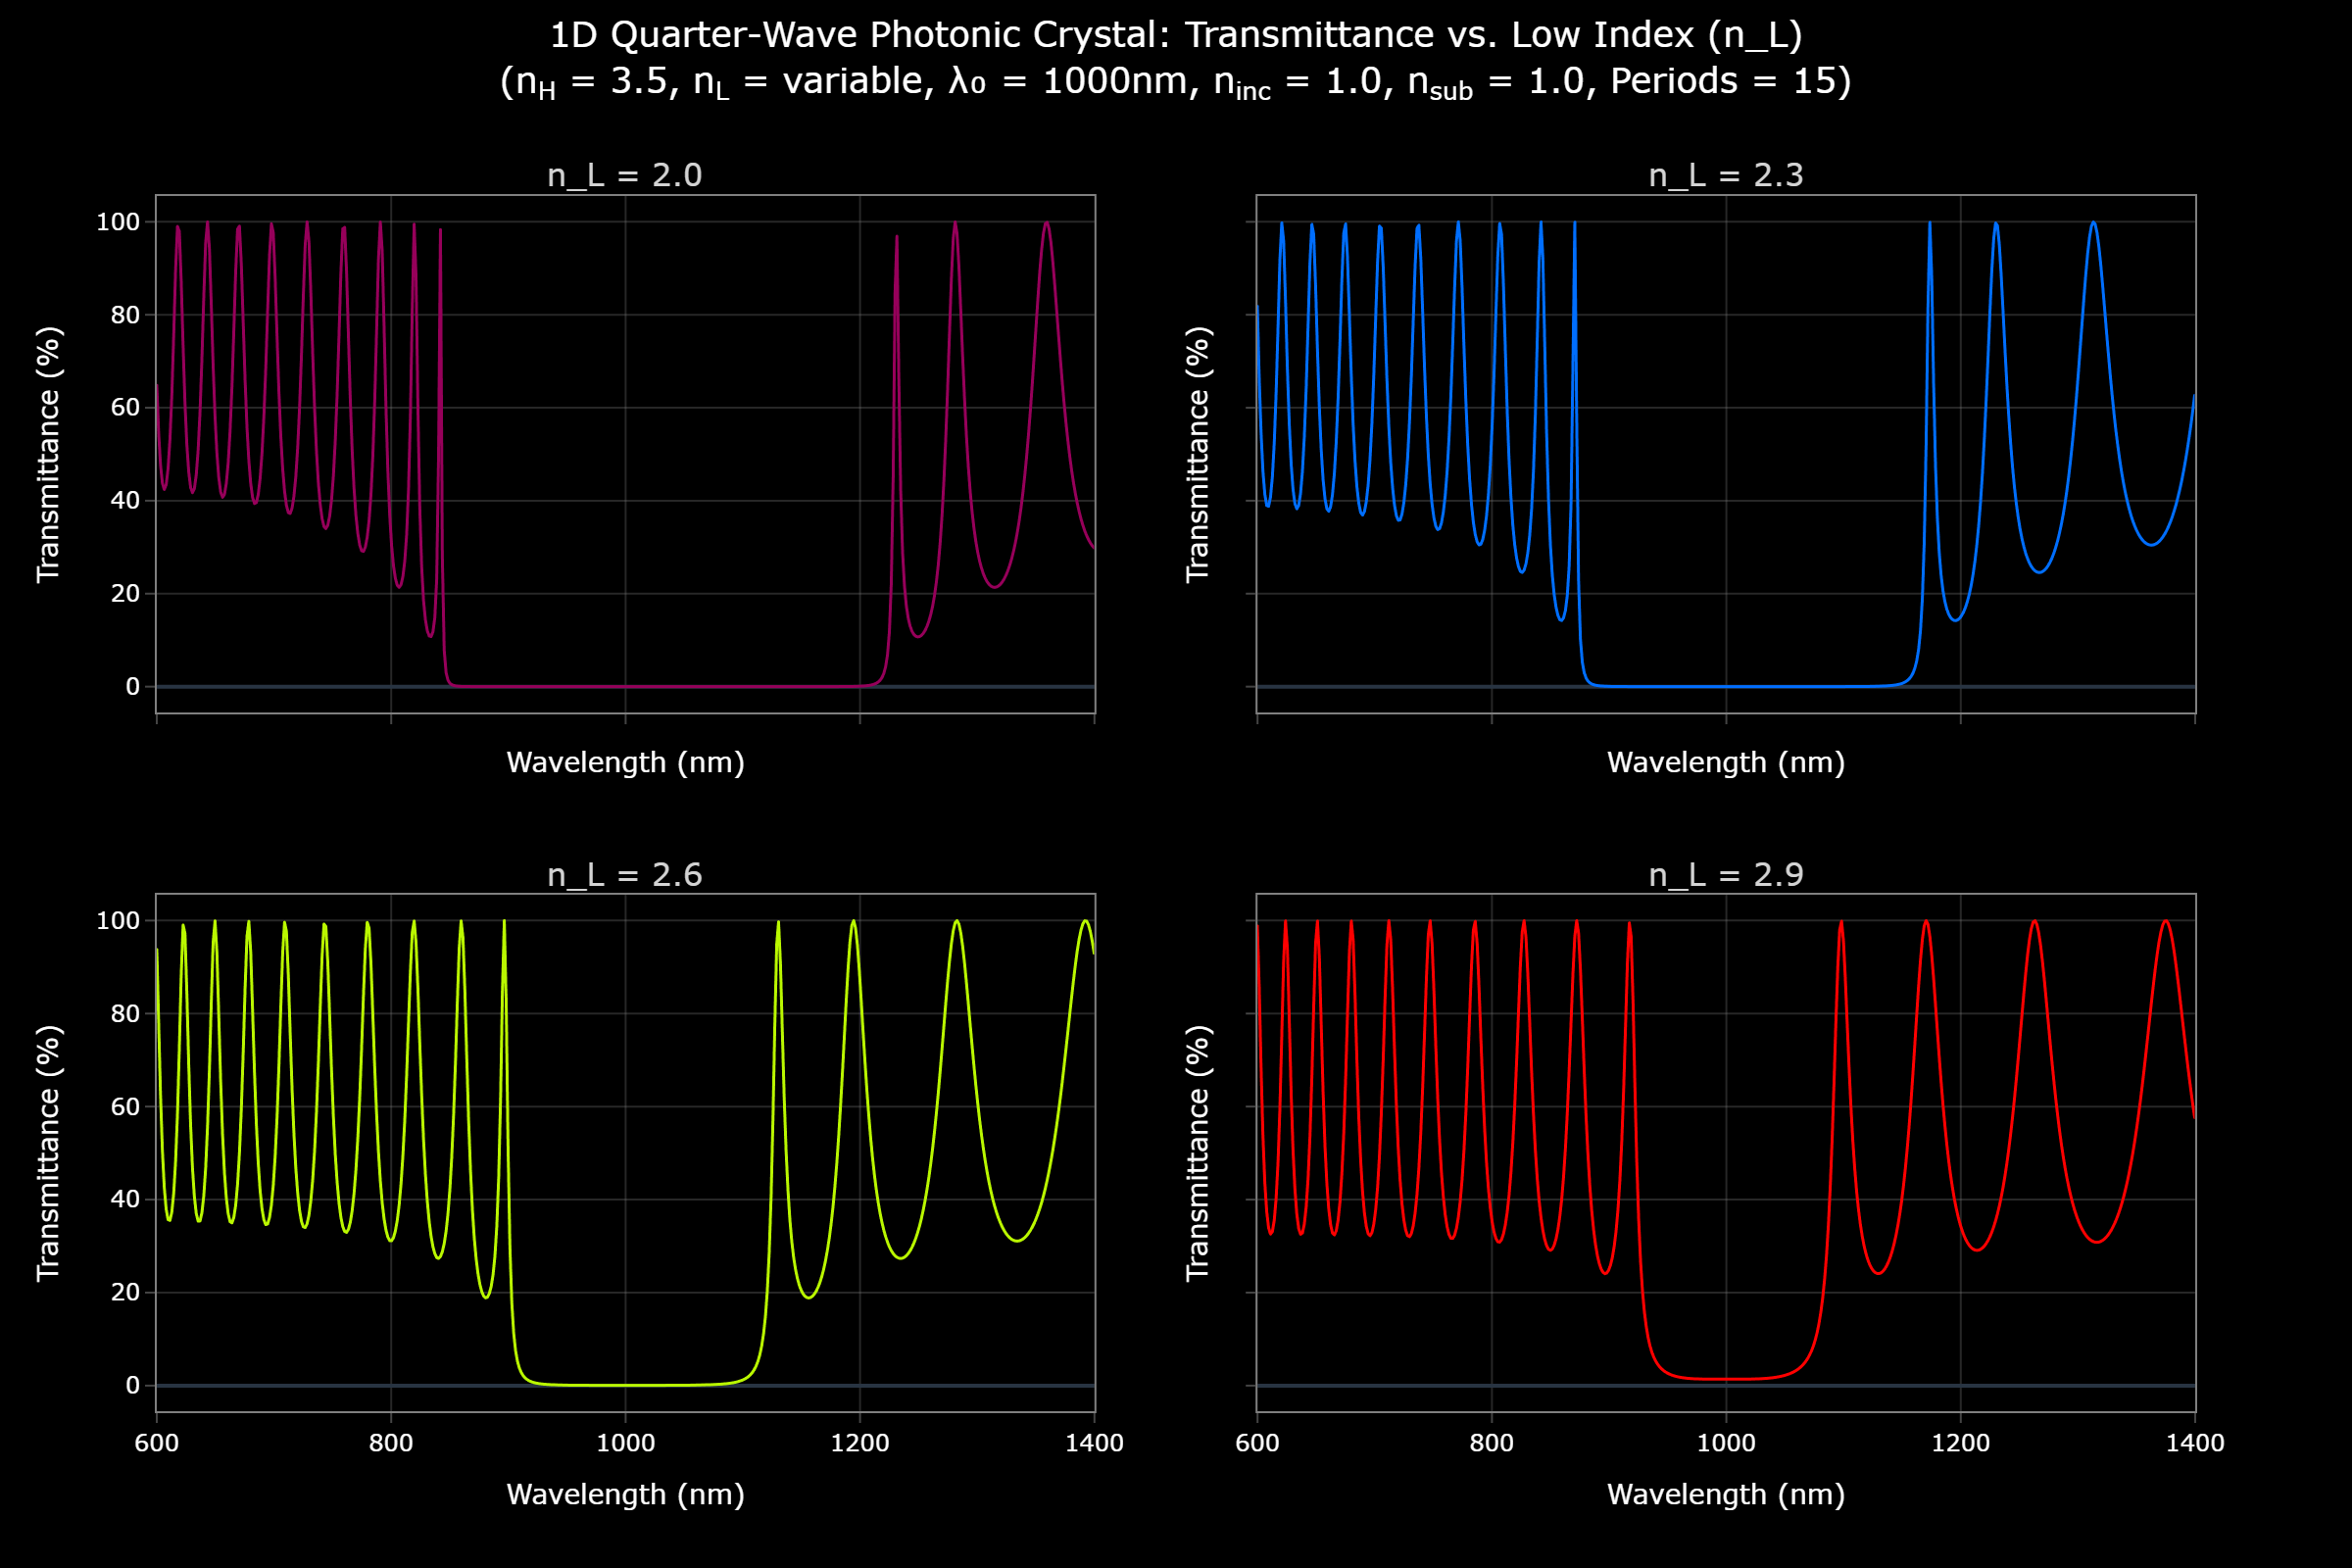 1D Quarter-Wave Photonic Crystal: Transmittance vs. Low Index (n_L)
(n_H = 3.5, n_L = variable, λ₀ = 1000nm, n_inc = 1.0, n_sub = 1.0, Periods = 15)
n_L = 2.0
100
80
60
40
20
0
Transmittance (%)
Wavelength (nm)
n_L = 2.3
Transmittance (%)
Wavelength (nm)
n_L = 2.6
100
80
60
40
20
0
Transmittance (%)
600 800 1000 1200 1400
Wavelength (nm)
n_L = 2.9
Transmittance (%)
600 800 1000 1200 1400
Wavelength (nm)